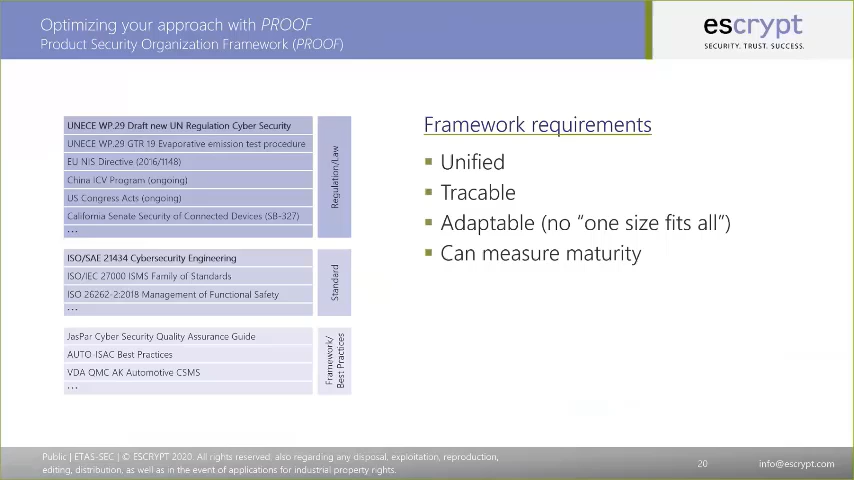 Optimizing your approach with PROOF
Product Security Organization Framework (PROOF)
escrypt
SECURITY. TRUST. SUCCESS.
UNECE WP.29 Draft new UN Regulation Cyber Security
UNECE WP.29 GTR 19 Evaporative emission test procedure
EU NIS Directive (2016/1148)
China ICV Program (ongoing)
US Congress Acts (ongoing)
California Senate Security of Connected Devices (SB-327)
...
Regulation/Law
ISO/SAE 21434 Cybersecurity Engineering
ISO/IEC 27000 ISMS Family of Standards
ISO 26262-2:2018 Management of Functional Safety
...
Standard
JasPar Cyber Security Quality Assurance Guide
AUTO-ISAC Best Practices
VDA QMC AK Automotive CSMS
...
Framework/
Best Practices
Framework requirements
▪ Unified
▪ Tracable
▪ Adaptable (no “one size fits all”)
▪ Can measure maturity
Public | ETAS-SEC | © ESCRYPT 2020. All rights reserved, also regarding any disposal, exploitation, reproduction,
editing, distribution, as well as in the event of applications for industrial property rights.
20
info@escrypt.com